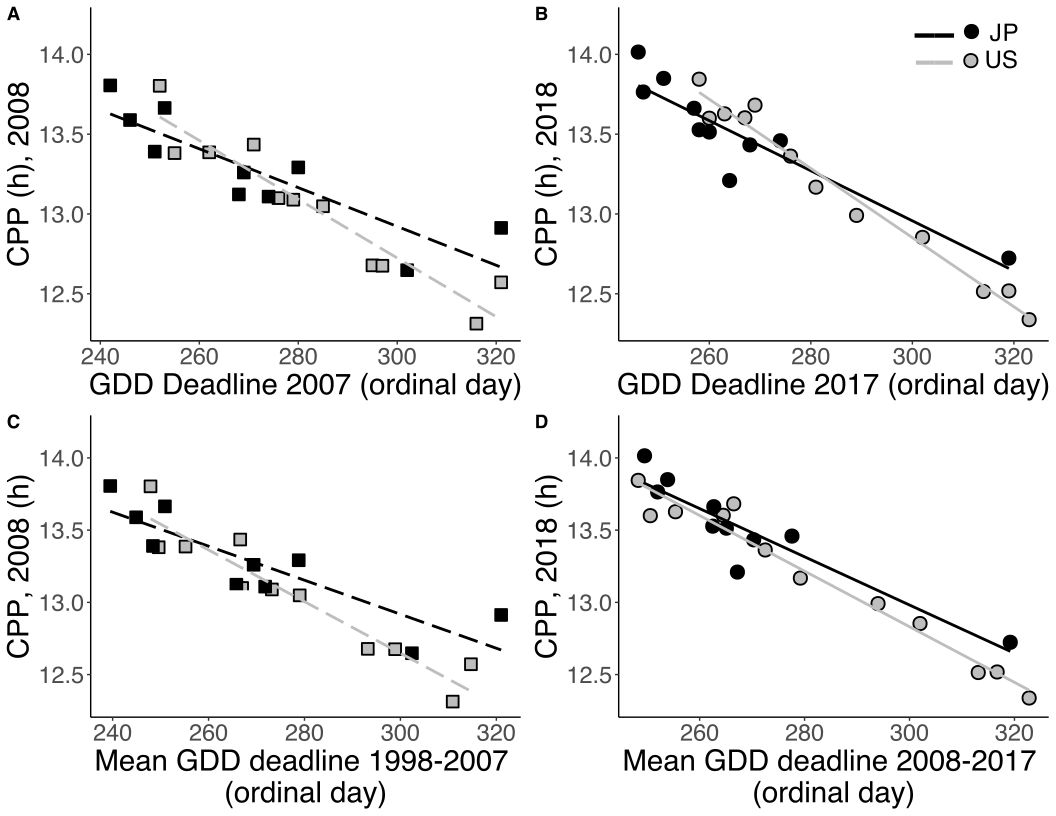 A
CPP (h), 2008
14.0
13.5
13.0
12.5
240 260 280 300 320
GDD Deadline 2007 (ordinal day)
B
JP
US
CPP (h), 2018
14.0
13.5
13.0
12.5
260 280 300 320
GDD Deadline 2017 (ordinal day)
C
CPP, 2008 (h)
14.0
13.5
13.0
12.5
240 260 280 300 320
Mean GDD deadline 1998-2007
(ordinal day)
D
CPP, 2018 (h)
14.0
13.5
13.0
12.5
260 280 300 320
Mean GDD deadline 2008-2017
(ordinal day)